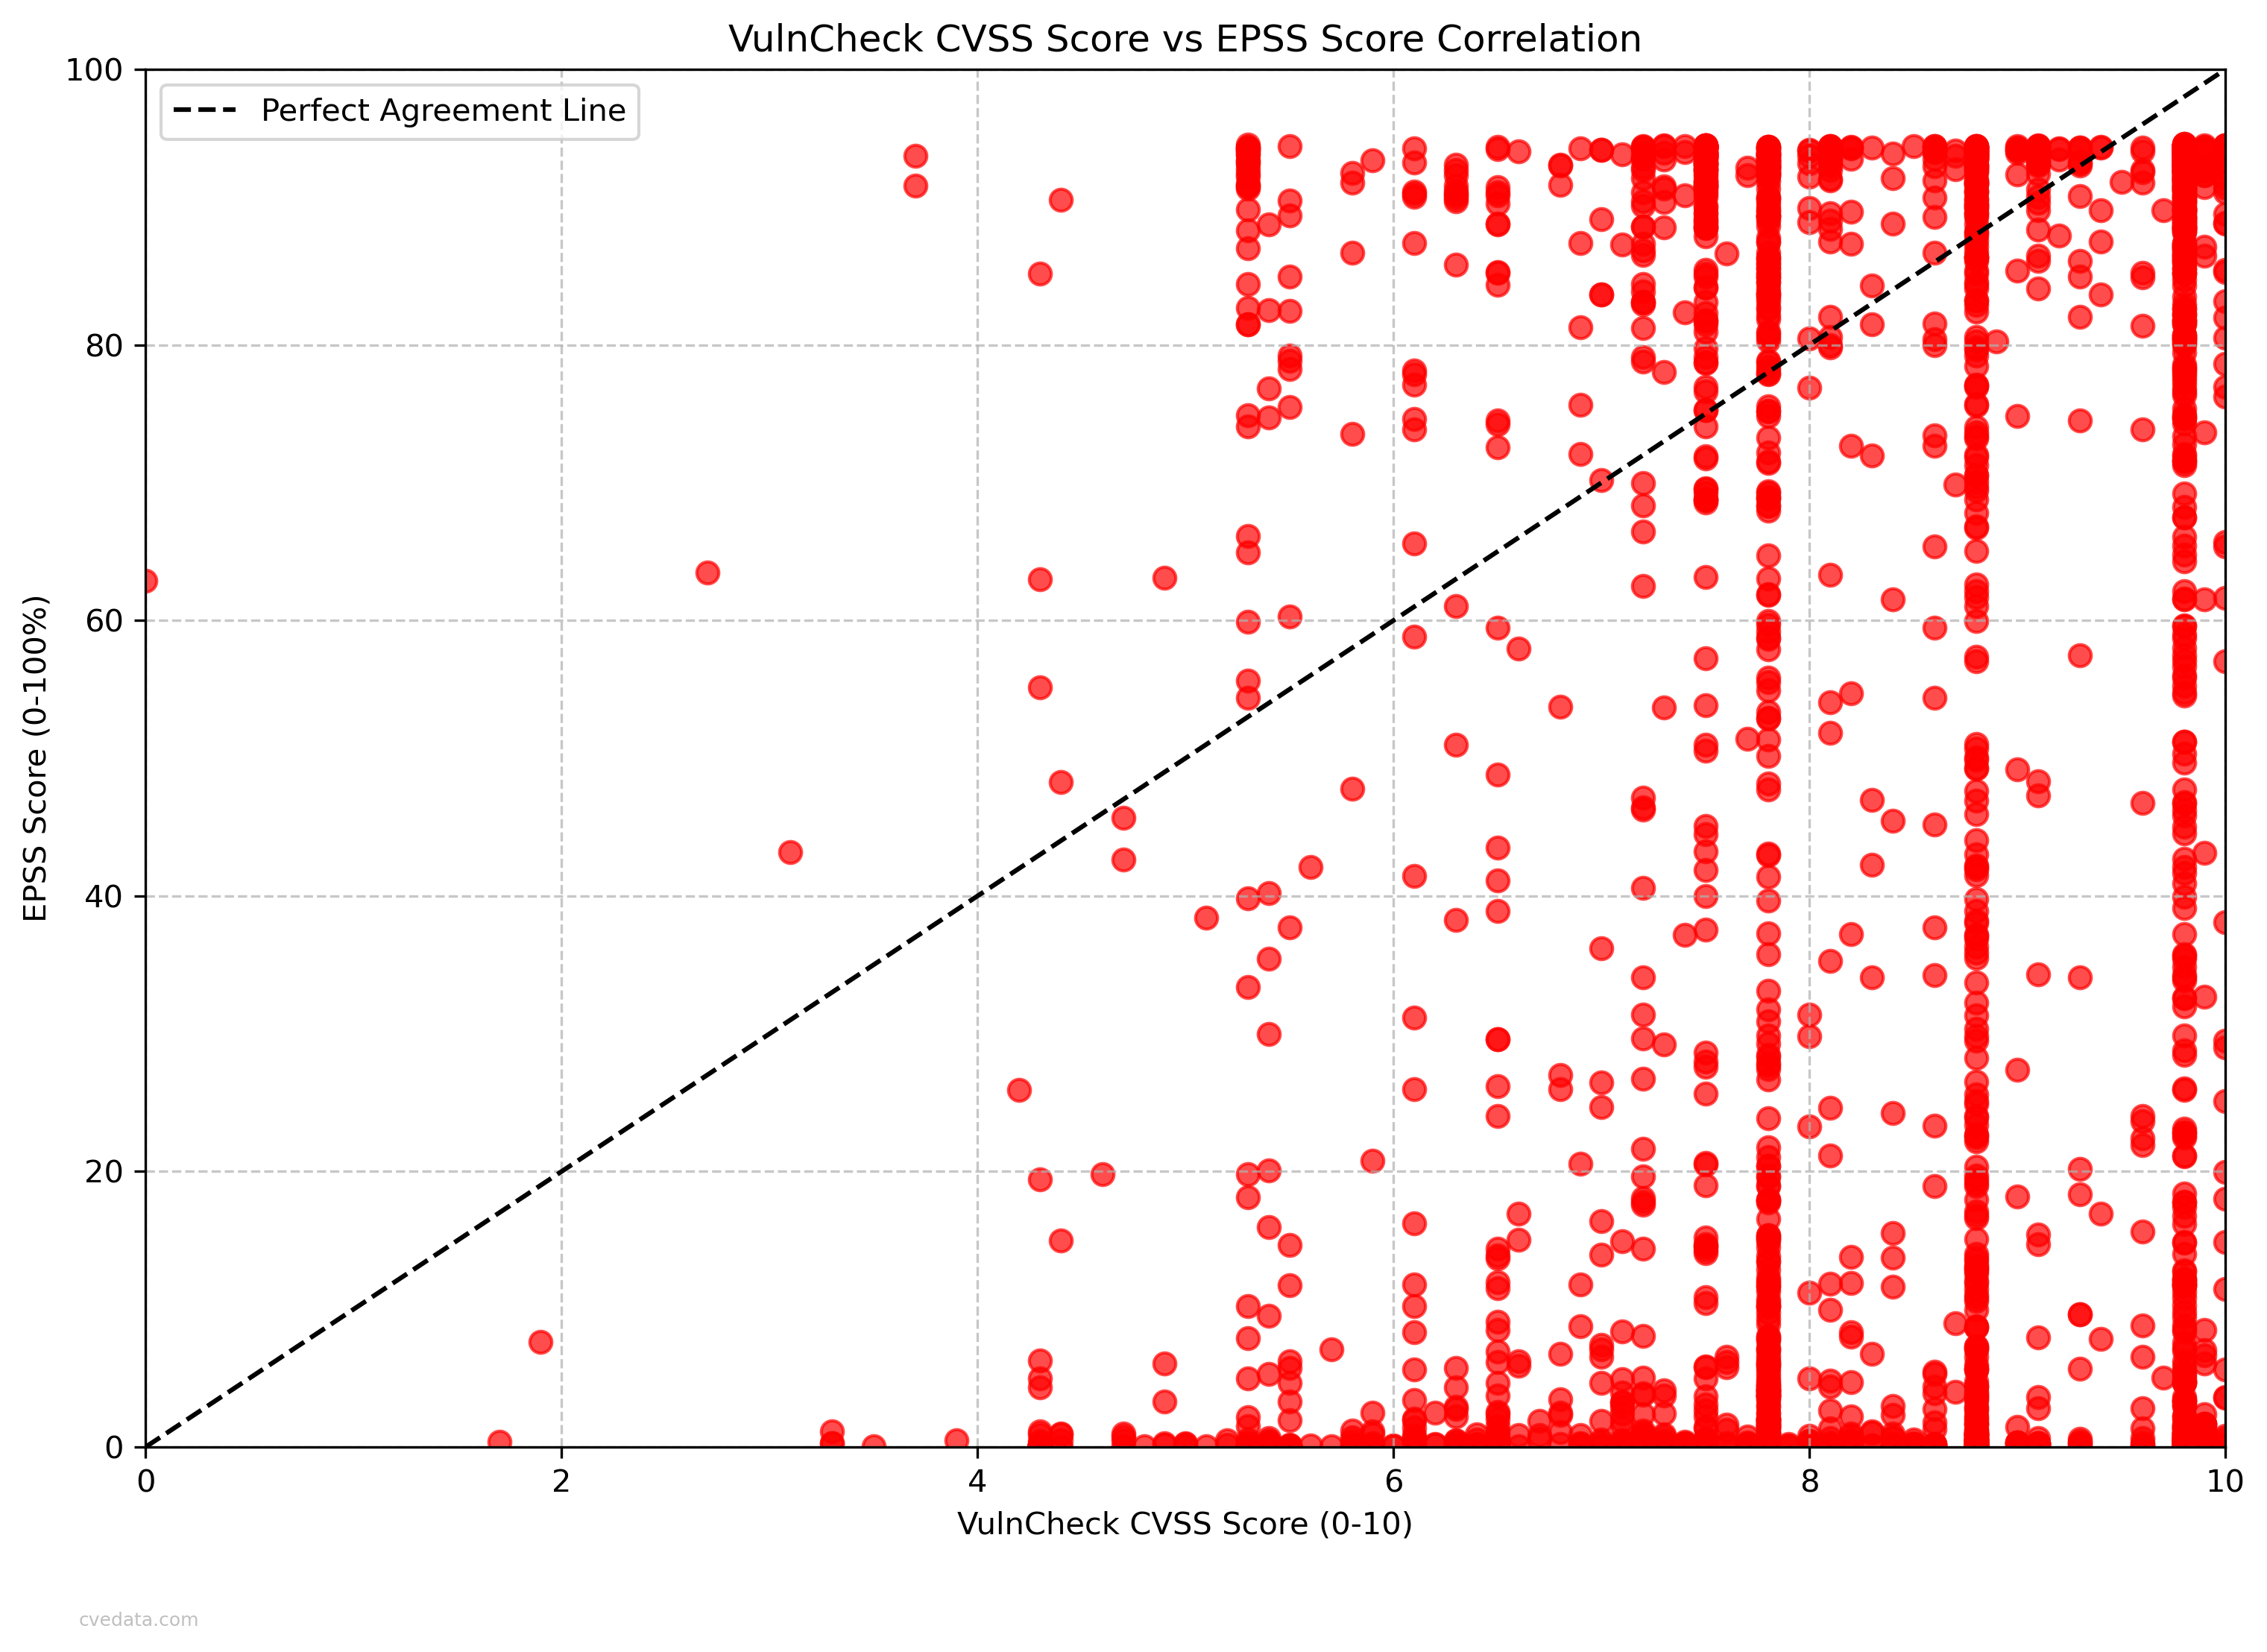 VulnCheck CVSS Score vs EPSS Score Correlation
Perfect Agreement Line
EPSS Score (0-100%)
100
80
60
40
20
0
0 2 4 6 8 10
VulnCheck CVSS Score (0-10)
cvedata.com